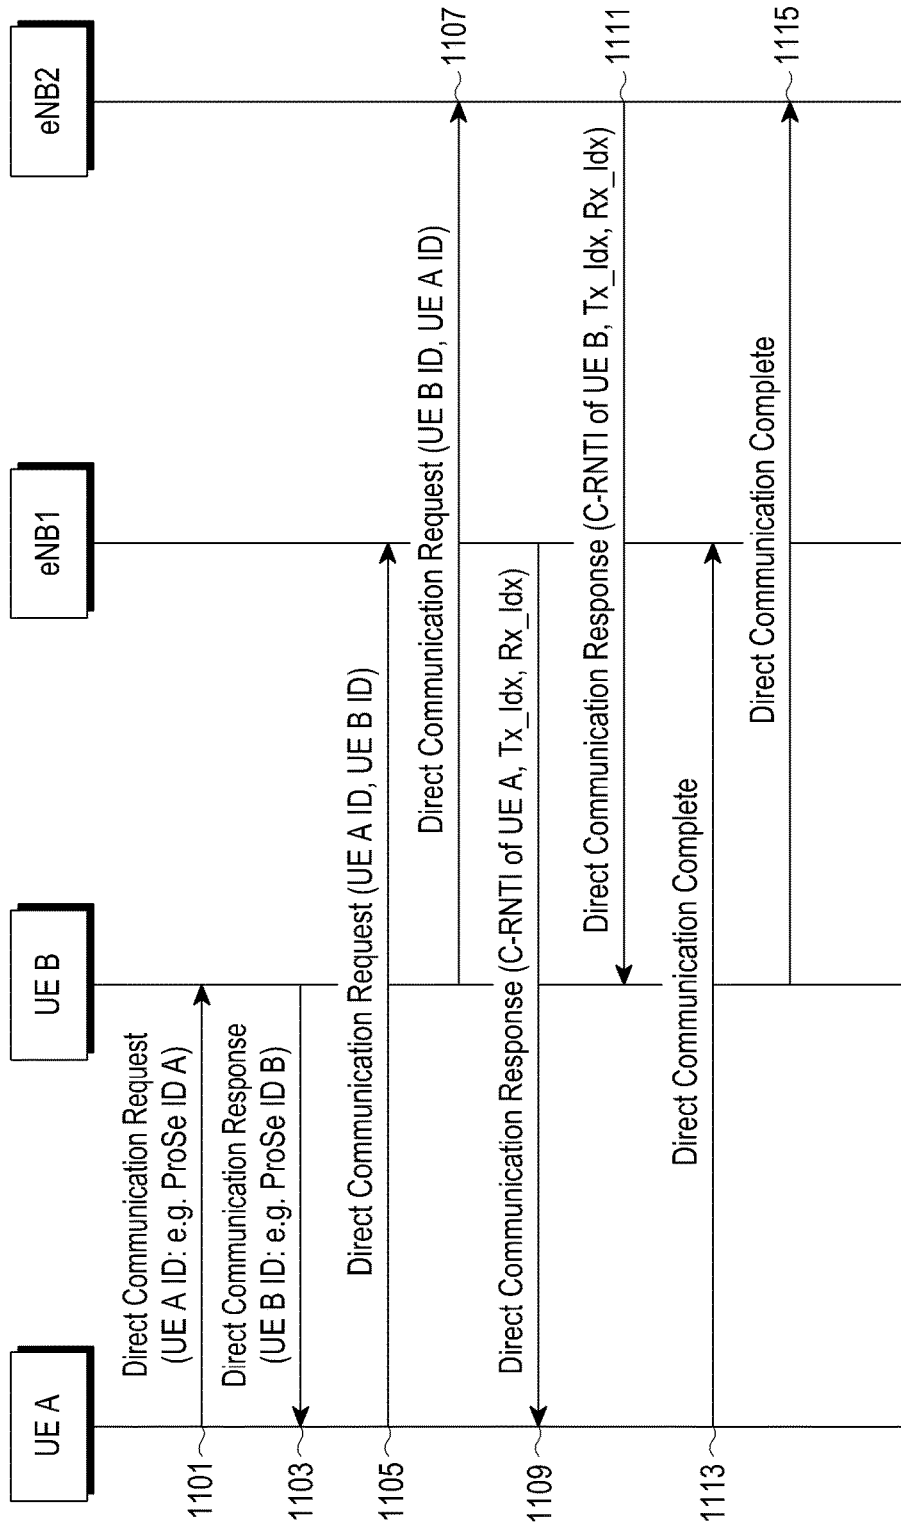 UE A
UE B
eNB1
eNB2
Direct Communication Request
(UE A ID: e.g. ProSe ID A)
1101
Direct Communication Response
(UE B ID: e.g. ProSe ID B)
1103
Direct Communication Request (UE A ID, UE B ID)
1105
Direct Communication Request (UE B ID, UE A ID)
1107
Direct Communication Response (C-RNTI of UE A, Tx_Idx, Rx_Idx)
1109
Direct Communication Response (C-RNTI of UE B, Tx_Idx, Rx_Idx)
1111
Direct Communication Complete
1113
Direct Communication Complete
1115